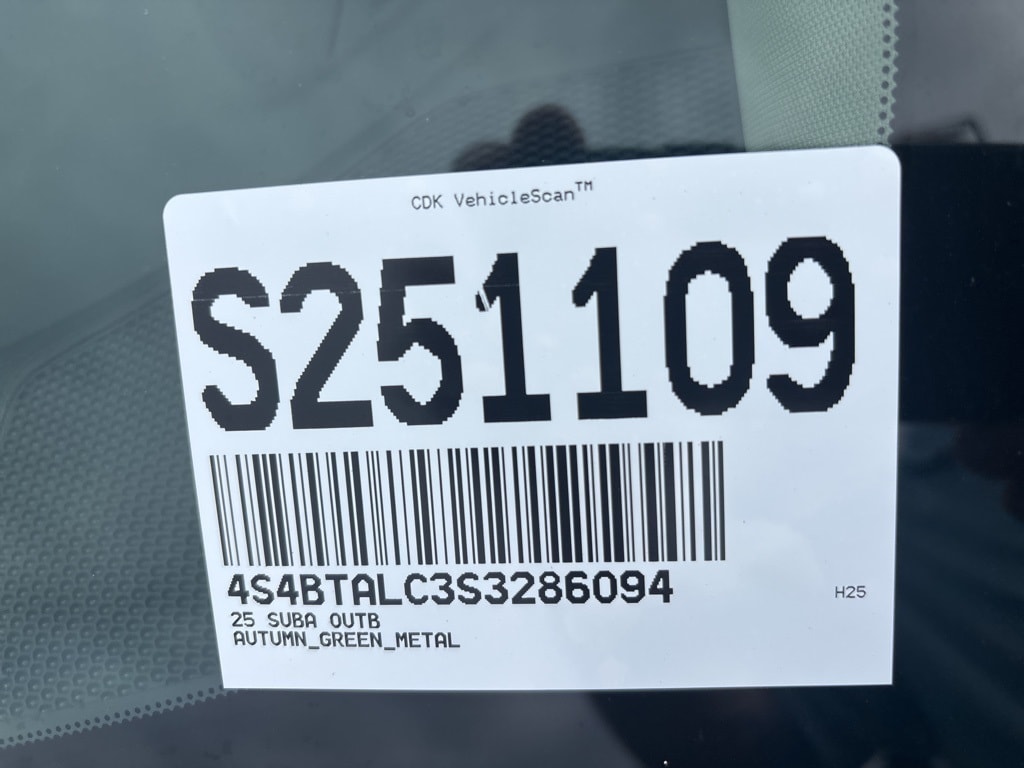 CDK VehicleScan™
S251109
4S4BTALC3S3286094
H25
25 SUBA OUTB
AUTUMN_GREEN_METAL